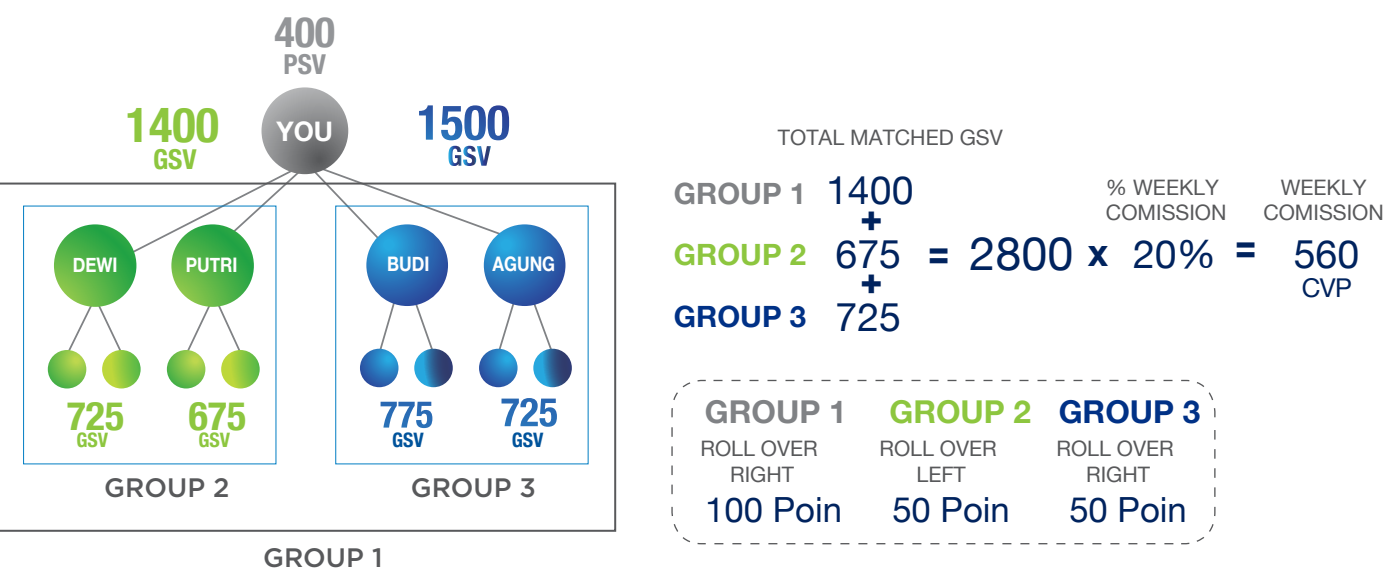 400
PSV
YOU
1400
GSV
1500
GSV
DEWI
PUTRI
BUDI
AGUNG
725
GSV
675
GSV
775
GSV
725
GSV
GROUP 2
GROUP 3
GROUP 1
TOTAL MATCHED GSV
% WEEKLY
COMISSION
WEEKLY
COMISSION
GROUP 1 1400
+
GROUP 2 675 = 2800 x 20% = 560
CVP
+
GROUP 3 725
GROUP 1
ROLL OVER
RIGHT
100 Poin
GROUP 2
ROLL OVER
LEFT
50 Poin
GROUP 3
ROLL OVER
RIGHT
50 Poin